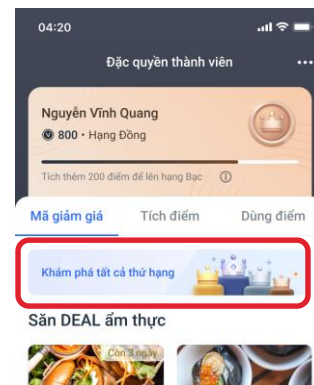 04:20
Đặc quyền thành viên
Nguyễn Vĩnh Quang
800 • Hạng Đồng
Tích thêm 200 điểm để lên hạng Bạc
Mã giảm giá Tích điểm Dùng điểm
Khám phá tất cả thứ hạng
Săn DEAL ẩm thực
Còn 3 ngày